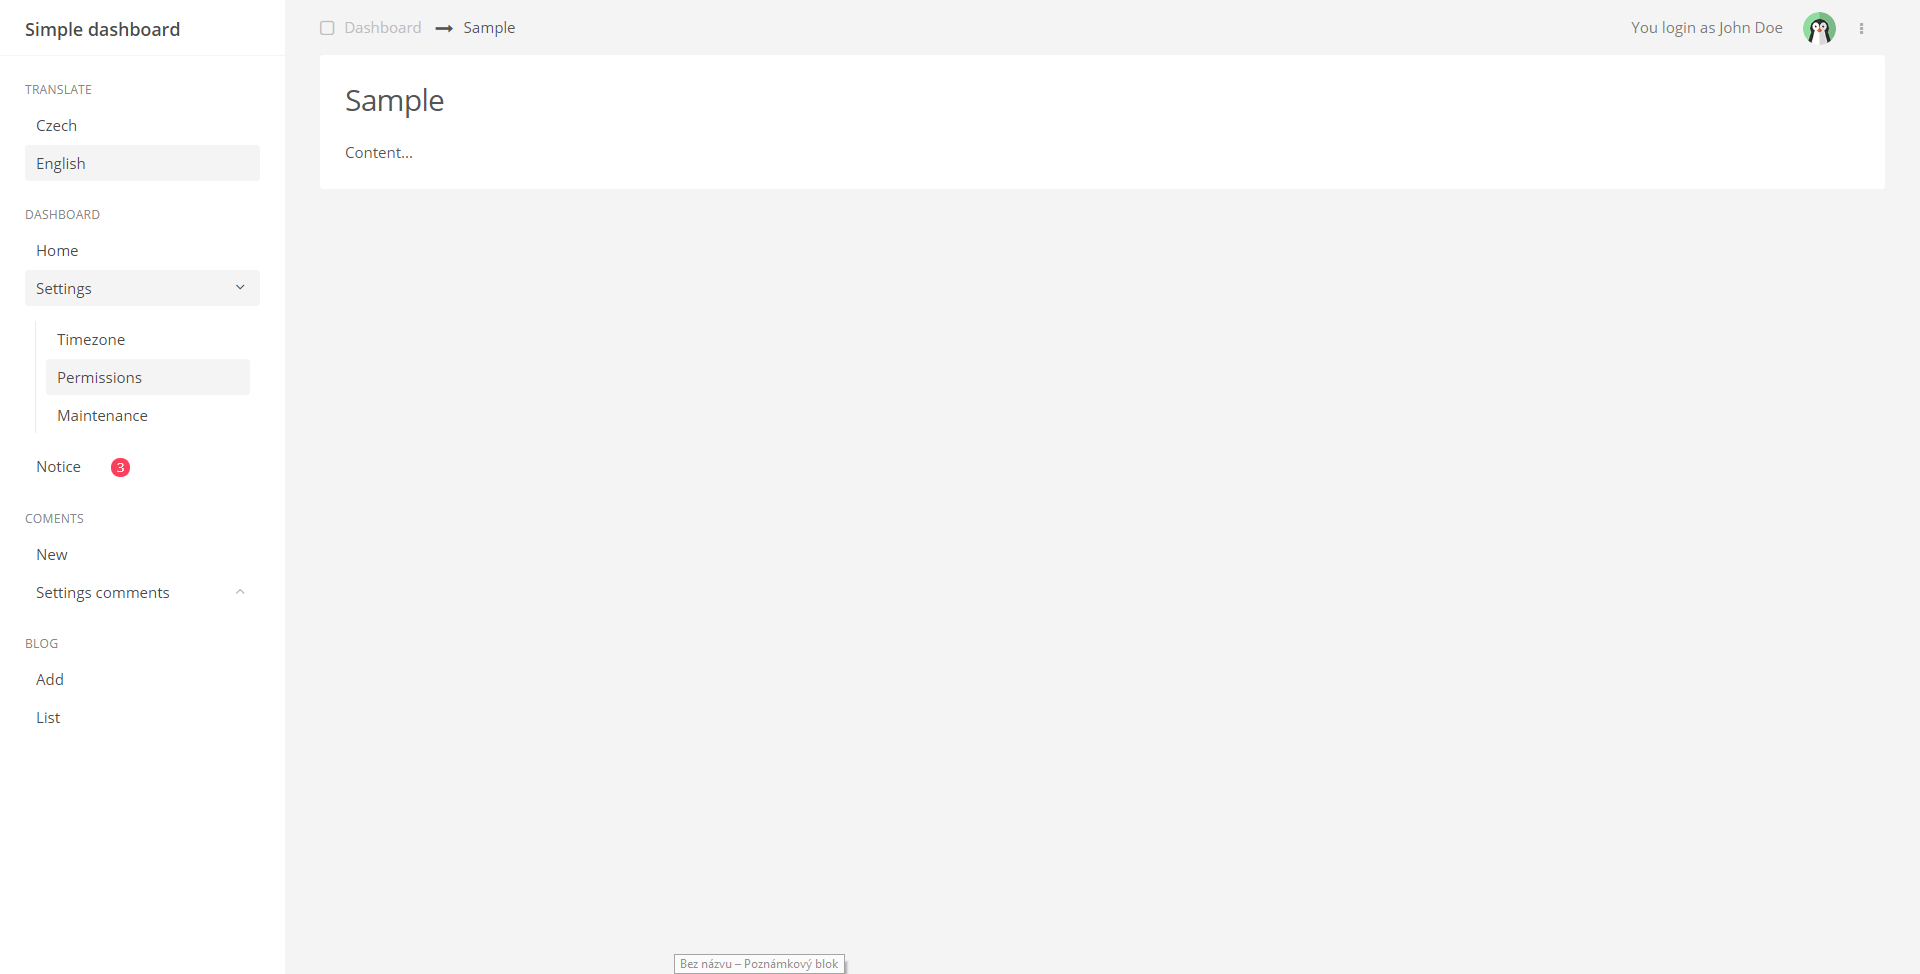 Simple dashboard
TRANSLATE
Czech
English
DASHBOARD
Home
Settings
Timezone
Permissions
Maintenance
Notice 3
COMENTS
New
Settings comments
BLOG
Add
List
Dashboard Sample
You login as John Doe
Sample
Content...
Bez názvu – Poznámkový blok